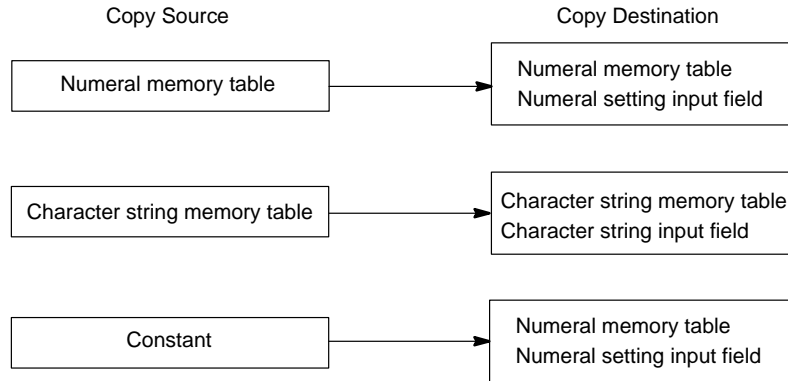 Copy Source
Copy Destination
Numeral memory table
Numeral memory table
Numeral setting input field
Character string memory table
Character string memory table
Character string input field
Constant
Numeral memory table
Numeral setting input field